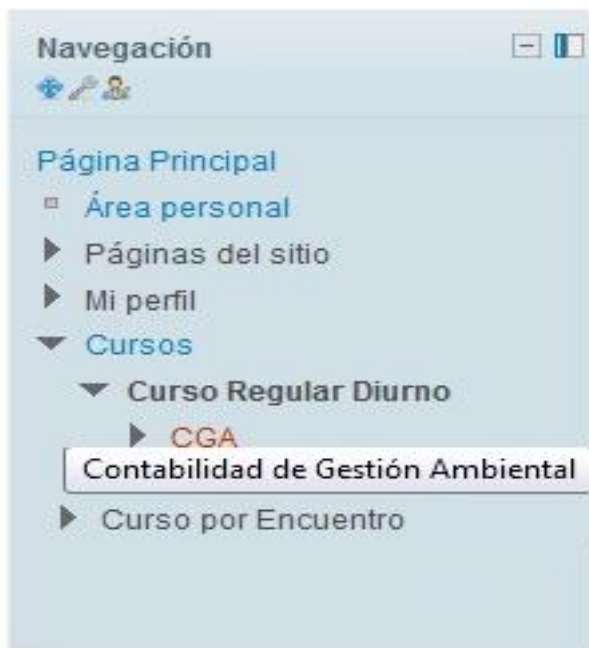 Navegación
Página Principal
Área personal
Páginas del sitio
Mi perfil
Cursos
Curso Regular Diurno
CGA
Contabilidad de Gestión Ambiental
Curso por Encuentro